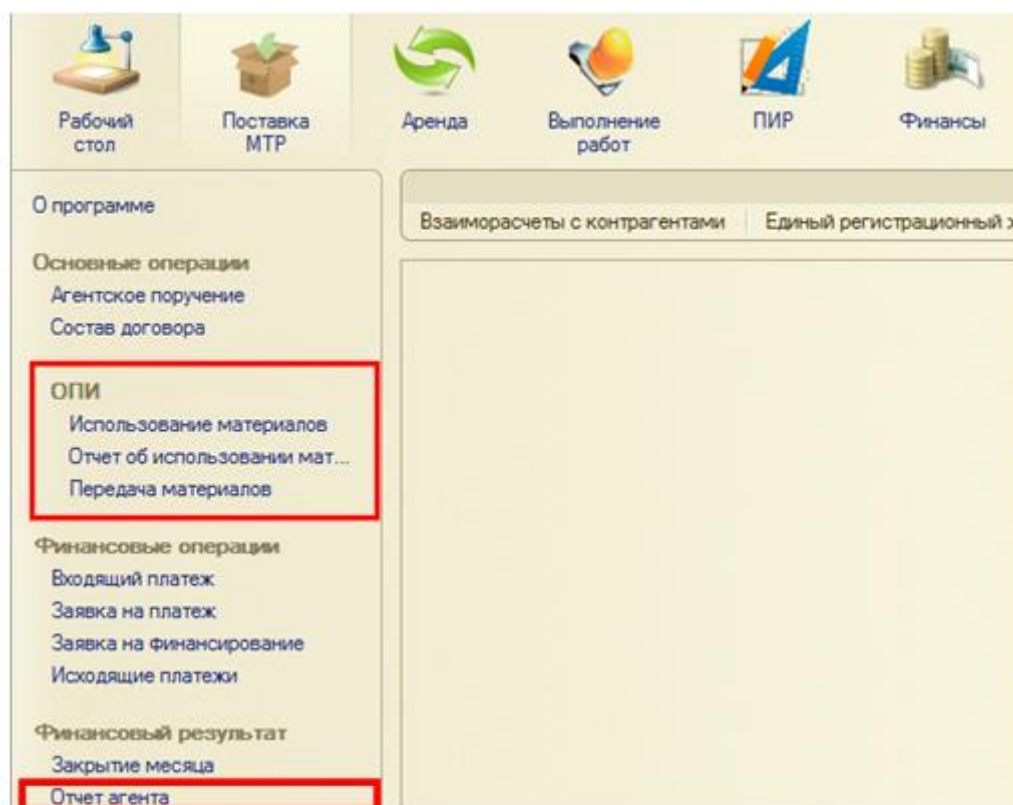 Рабочий
стол
Поставка
МТР
Аренда
Выполнение
работ
ПИР
Финансы
О программе
Взаиморасчеты с контрагентами
Единый регистрационный
Основные операции
Агентское поручение
Состав договора
ОПИ
Использование материалов
Отчет об использовании мат...
Передача материалов
Финансовые операции
Входящий платеж
Заявка на платеж
Заявка на финансирование
Исходящие платежи
Финансовый результат
Закрытие месяца
Отчет агента